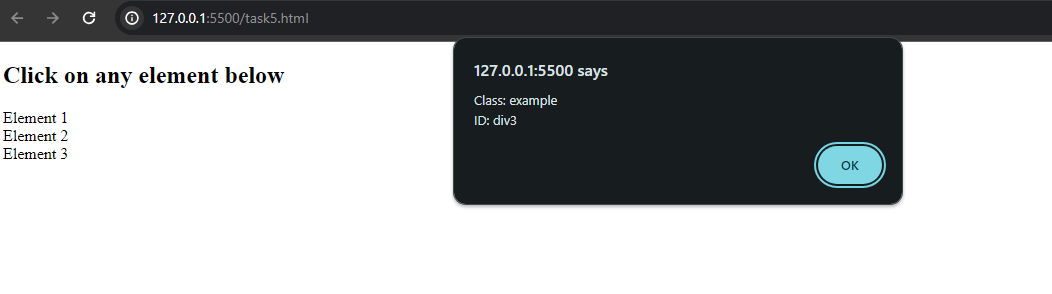 127.0.0.1:5500/task5.html
127.0.0.1:5500 says
Class: example
ID: div3
OK
Click on any element below
Element 1
Element 2
Element 3